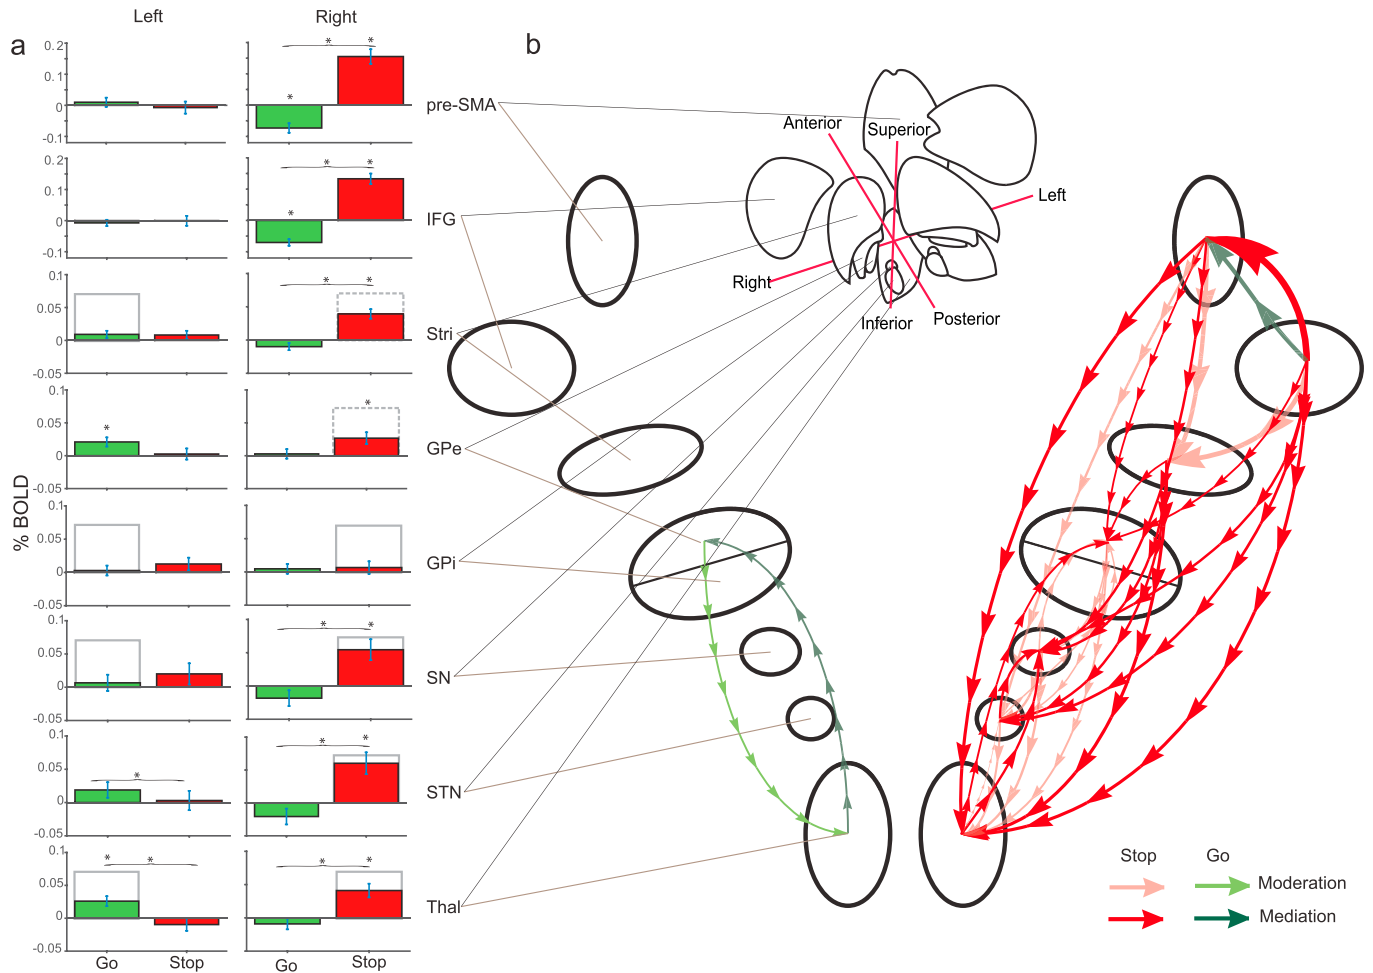 Left Right
a b
0.2
0.1
0
-0.1
* *
*
pre-SMA
0.2
0.1
0
-0.1
* *
*
IFG
0.1
0.05
0
-0.05
* *
Stri
0.1
0.05
0
-0.05
*
*
GPe
0.1
0.05
0
-0.05
GPi
0.1
0.05
0
-0.05
* *
SN
0.1
0.05
0
-0.05
*
* *
STN
0.1
0.05
0
-0.05
* *
* *
Thal
% BOLD
Go Stop Go Stop
Anterior Superior
Left
Right
Inferior Posterior
Stop Go
Moderation
Mediation